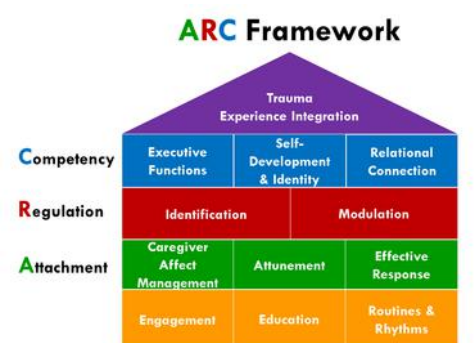 ARC Framework
Trauma
Experience Integration
Competency
Executive
Functions
Self-
Development
& Identity
Relational
Connection
Regulation
Identification
Modulation
Attachment
Caregiver
Affect
Management
Attunement
Effective
Response
Engagement
Education
Routines &
Rhythms